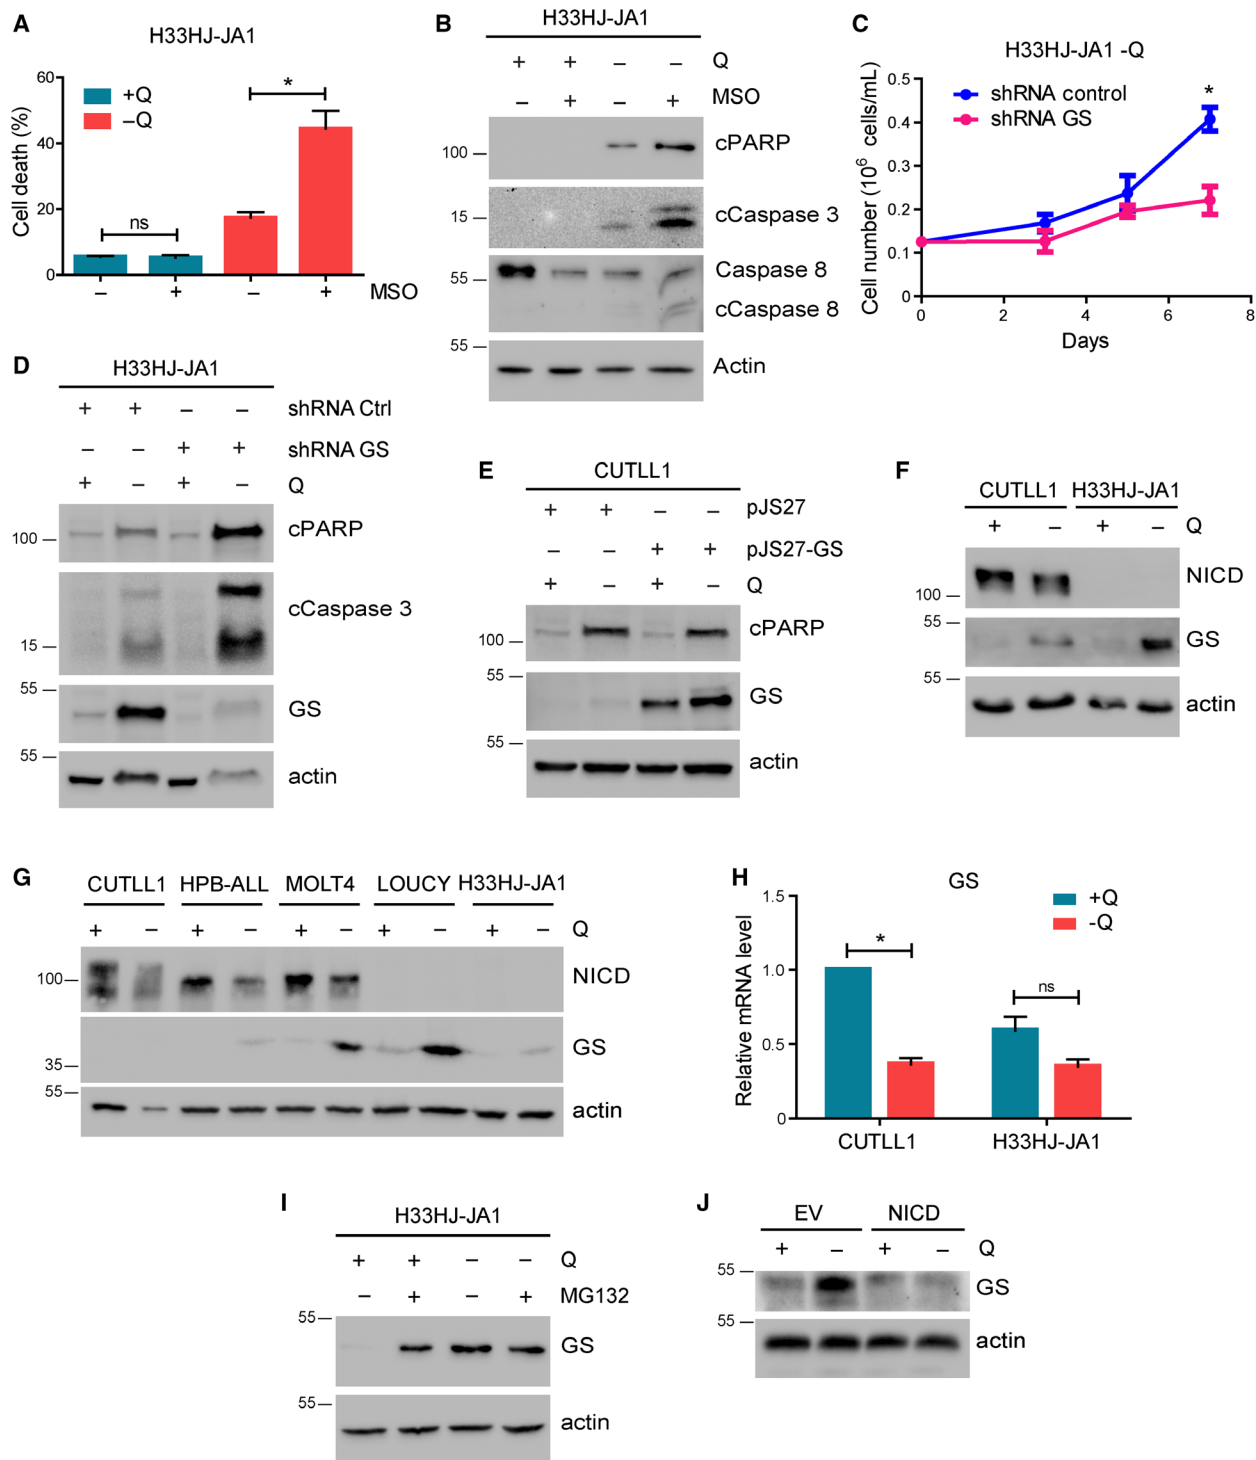 A
H33HJ-JA1
Cell death (%)
60
40
20
0
+Q
–Q
ns
*
– + – + MSO
B
H33HJ-JA1
+ + – – Q
– + – + MSO
100
cPARP
15
cCaspase 3
55
Caspase 8
cCaspase 8
55
Actin
C
H33HJ-JA1 -Q
Cell number (10⁶ cells/mL)
0.5
0.4
0.3
0.2
0.1
0
shRNA control
shRNA GS
*
0 2 4 6 8
Days
D
H33HJ-JA1
+ + – – shRNA Ctrl
– – + + shRNA GS
+ – + – Q
100
cPARP
15
cCaspase 3
55
GS
55
actin
E
CUTLL1
+ + – – pJS27
– – + + pJS27-GS
+ – + – Q
100
cPARP
55
GS
55
actin
F
CUTLL1 H33HJ-JA1
+ – + – Q
100
NICD
55
GS
55
actin
G
CUTLL1 HPB-ALL MOLT4 LOUCY H33HJ-JA1
+ – + – + – + – + – Q
100
NICD
35
GS
55
actin
H
GS
Relative mRNA level
1.5
1.0
0.5
0
+Q
-Q
*
ns
CUTLL1 H33HJ-JA1
I
H33HJ-JA1
+ + – – Q
– + – + MG132
55
GS
55
actin
J
EV NICD
+ – + – Q
55
GS
55
actin